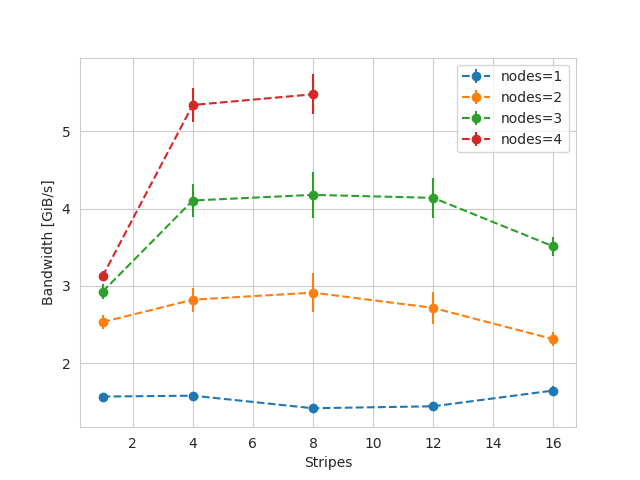 nodes=1
nodes=2
nodes=3
nodes=4
Bandwidth [GiB/s]
5
4
3
2
2 4 6 8 10 12 14 16
Stripes